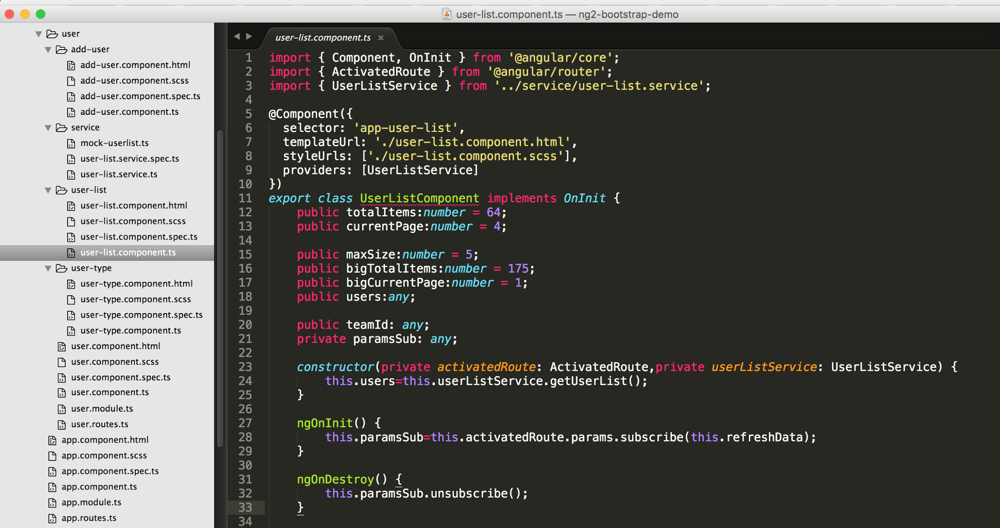 user-list.component.ts — ng2-bootstrap-demo
user
add-user
add-user.component.html
add-user.component.scss
add-user.component.spec.ts
add-user.component.ts
service
mock-userlist.ts
user-list.service.spec.ts
user-list.service.ts
user-list
user-list.component.html
user-list.component.scss
user-list.component.spec.ts
user-list.component.ts
user-type
user-type.component.html
user-type.component.scss
user-type.component.spec.ts
user-type.component.ts
user.component.html
user.component.scss
user.component.spec.ts
user.component.ts
user.module.ts
user.routes.ts
app.component.html
app.component.scss
app.component.spec.ts
app.component.ts
app.module.ts
app.routes.ts
user-list.component.ts ×
1 import { Component, OnInit } from '@angular/core';
2 import { ActivatedRoute } from '@angular/router';
3 import { UserListService } from '../service/user-list.service';
4
5 @Component({
6   selector: 'app-user-list',
7   templateUrl: './user-list.component.html',
8   styleUrls: ['./user-list.component.scss'],
9   providers: [UserListService]
10 })
11 export class UserListComponent implements OnInit {
12     public totalItems:number = 64;
13     public currentPage:number = 4;
14
15     public maxSize:number = 5;
16     public bigTotalItems:number = 175;
17     public bigCurrentPage:number = 1;
18     public users:any;
19
20     public teamId: any;
21     private paramsSub: any;
22
23     constructor(private activatedRoute: ActivatedRoute,private userListService: UserListService) {
24         this.users=this.userListService.getUserList();
25     }
26
27     ngOnInit() {
28         this.paramsSub=this.activatedRoute.params.subscribe(this.refreshData);
29     }
30
31     ngOnDestroy() {
32         this.paramsSub.unsubscribe();
33     }
34